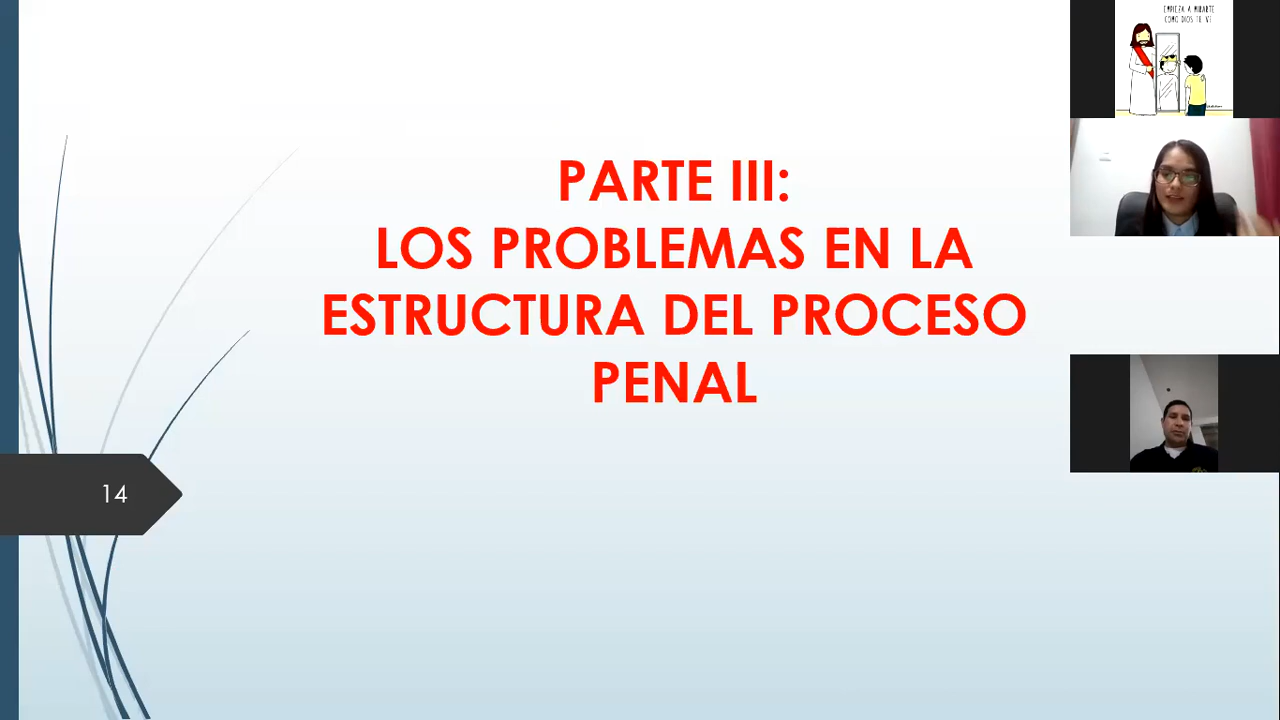 EMPIEZA A MIRARTE
COMO DIOS TE VE
PARTE III:
LOS PROBLEMAS EN LA
ESTRUCTURA DEL PROCESO
PENAL
14